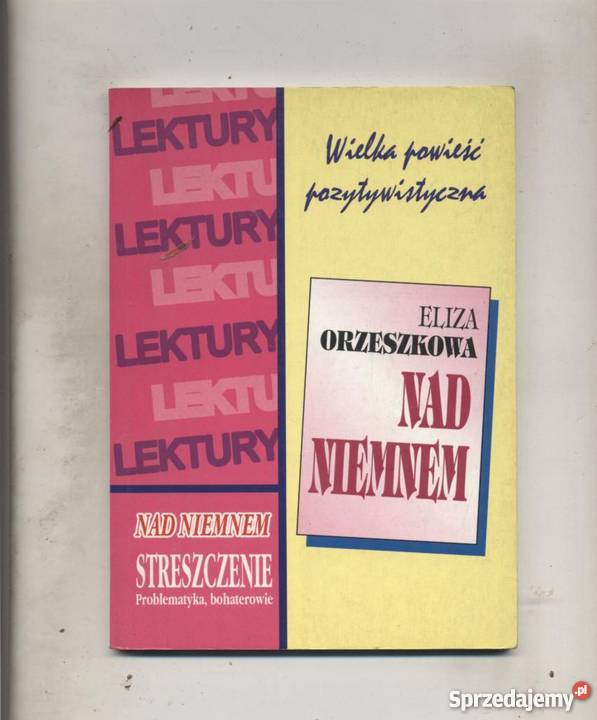 LEKTU
LEKTURY
LEKTU
LEKTURY
LEKTU
LEKTURY
LEKTU
LEKTURY
NAD NIEMNEM
STRESZCZENIE
Problematyka, bohaterowie
Wielka powieść
pozytywistyczna
ELIZA
ORZESZKOWA
NAD
NIEMNEM
Sprzedajemy.pl